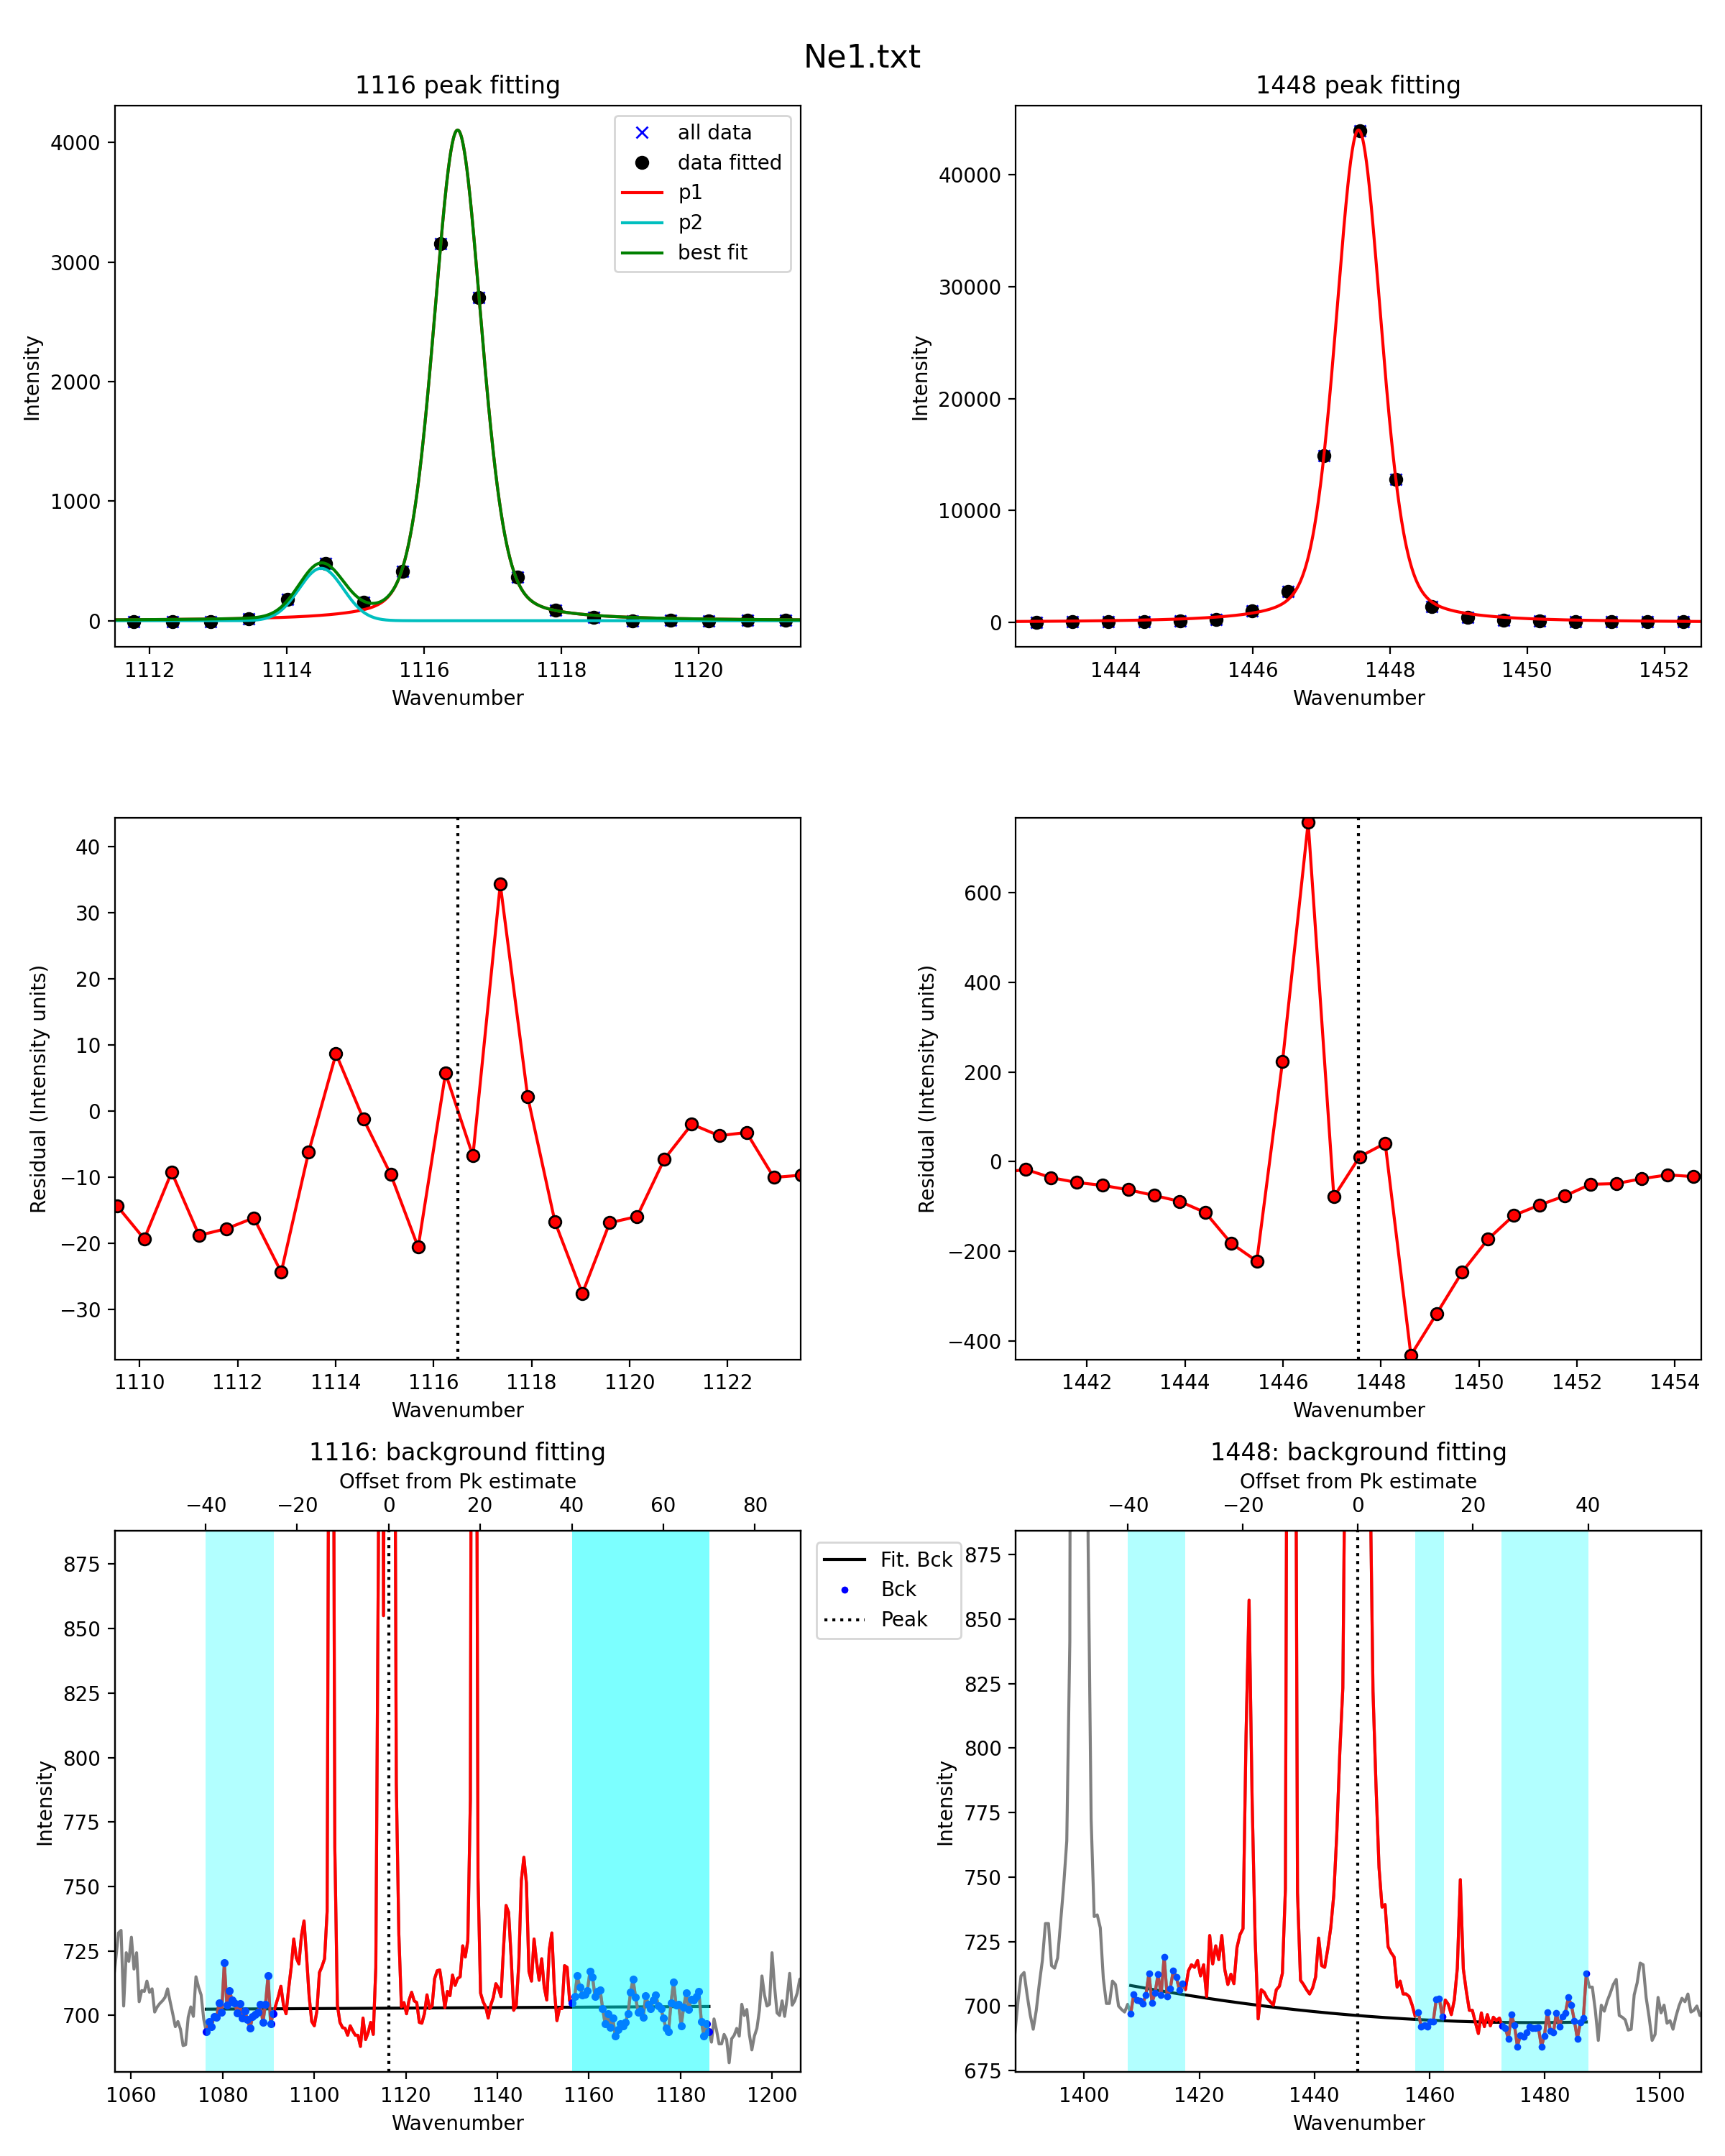 Ne1.txt
1116 peak fitting
4000
3000
2000
1000
0
Intensity
all data
data fitted
p1
p2
best fit
1112 1114 1116 1118 1120
Wavenumber
1448 peak fitting
40000
30000
20000
10000
0
Intensity
1444 1446 1448 1450 1452
Wavenumber
40
30
20
10
0
−10
−20
−30
Residual (Intensity units)
1110 1112 1114 1116 1118 1120 1122
Wavenumber
600
400
200
0
−200
−400
Residual (Intensity units)
1442 1444 1446 1448 1450 1452 1454
Wavenumber
1116: background fitting
Offset from Pk estimate
−40 −20 0 20 40 60 80
875
850
825
800
775
750
725
700
Intensity
1060 1080 1100 1120 1140 1160 1180 1200
Wavenumber
Fit. Bck
Bck
Peak
1448: background fitting
Offset from Pk estimate
−40 −20 0 20 40
875
850
825
800
775
750
725
700
675
Intensity
1400 1420 1440 1460 1480 1500
Wavenumber